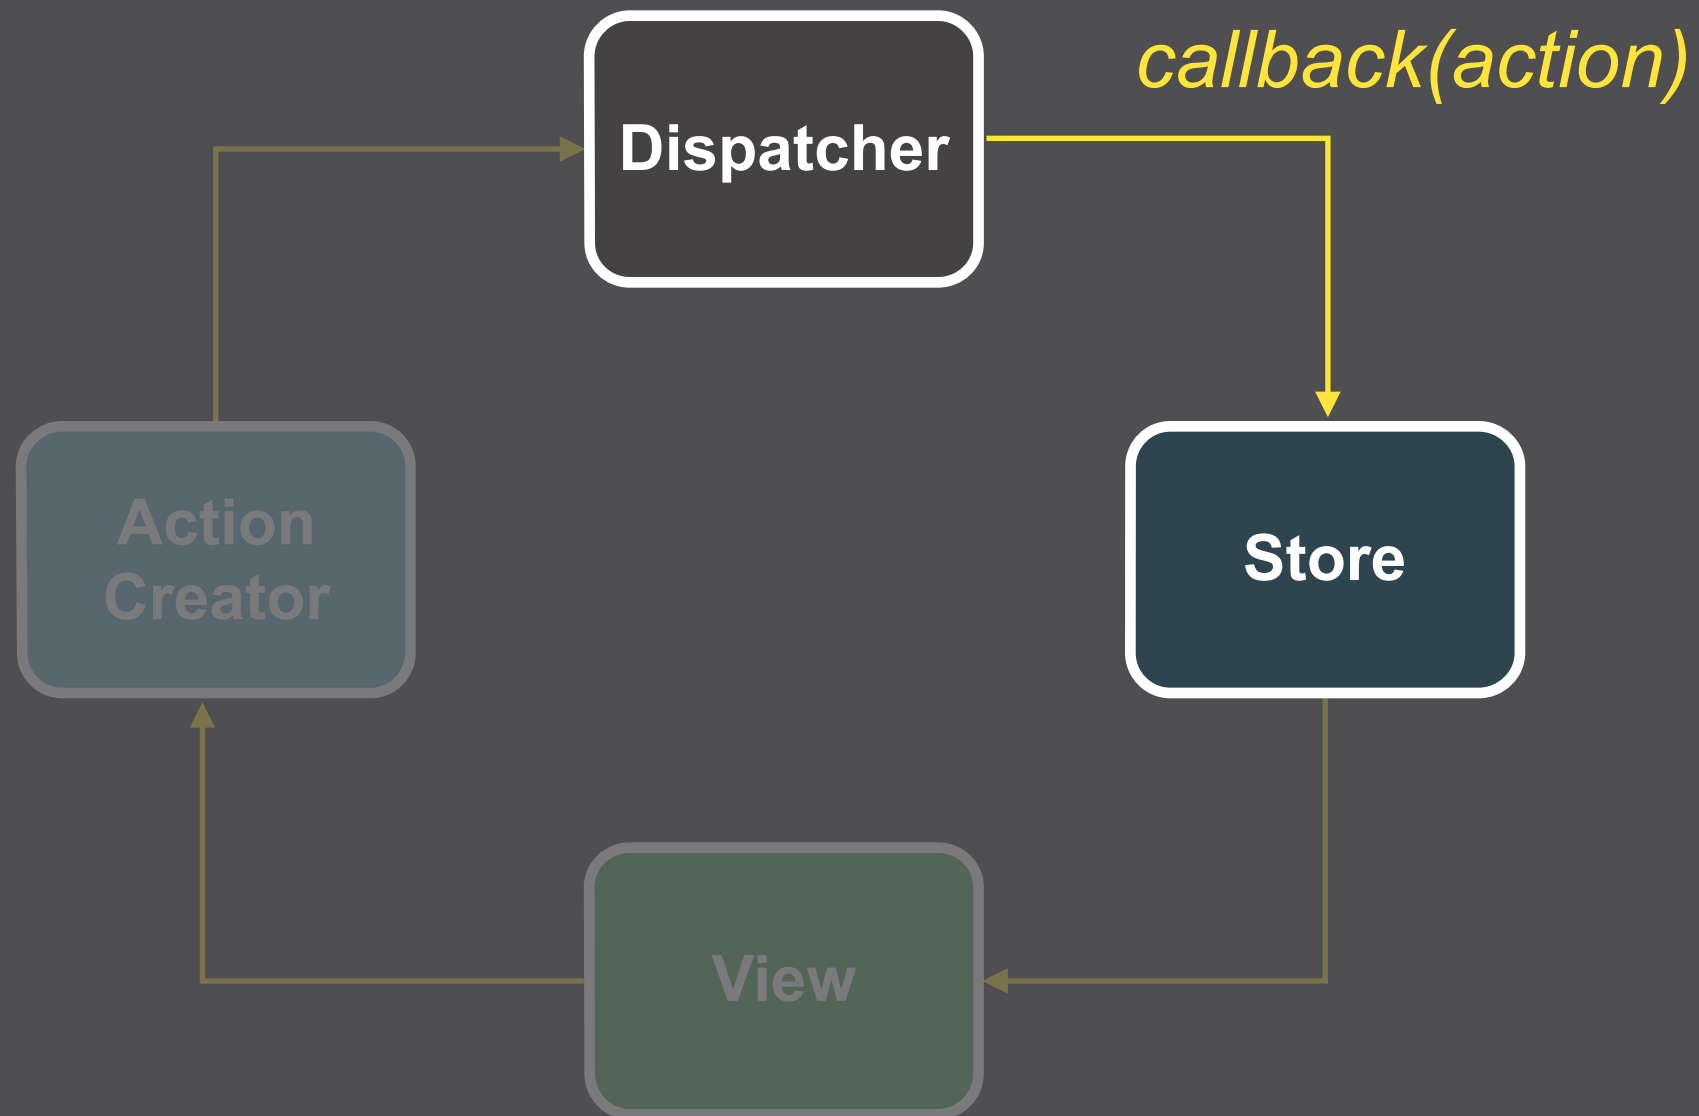 callback(action)
Dispatcher
Action
Creator
Store
View